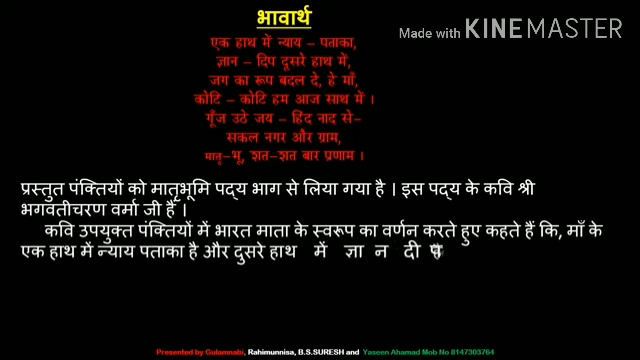 भावार्थ
Made with KINEMASTER
एक हाथ में न्याय – पताका,
ज्ञान – दिप दूसरे हाथ में,
जग का रूप बदल दे, हे माँ,
कोटि – कोटि हम आज साथ में ।
गूँज उठे जय – हिंद नाद से–
सकल नगर और ग्राम,
मातृ– भू, शत–शत बार प्रणाम ।
प्रस्तुत पंक्तियों को मातृभूमि पद्य भाग से लिया गया है । इस पद्य के कवि श्री
भगवतीचरण वर्मा जी हैं ।
कवि उपयुक्त पंक्तियों में भारत माता के स्वरूप का वर्णन करते हुए कहते हैं कि, माँ के
एक हाथ में न्याय पताका है और दुसरे हाथ में ज्ञान दी
Presented by Gulamnabi, Rahimunnisa, B.S.SURESH and Yaseen Ahamad Mob No 8147303764